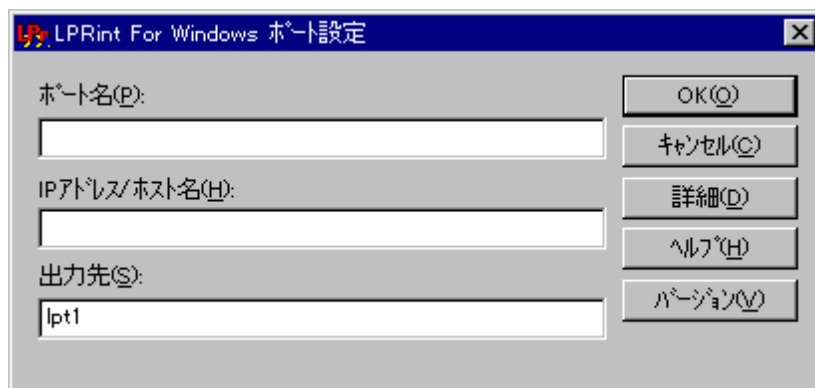 LPRint For Windows ﾎﾟｰﾄ設定
ﾎﾟｰﾄ名(P):
IPｱﾄﾞﾚｽ/ﾎｽﾄ名(H):
出力先(S):
lpt1
OK(O)
ｷｬﾝｾﾙ(C)
詳細(D)
ﾍﾙﾌﾟ(H)
ﾊﾞｰｼﾞｮﾝ(V)